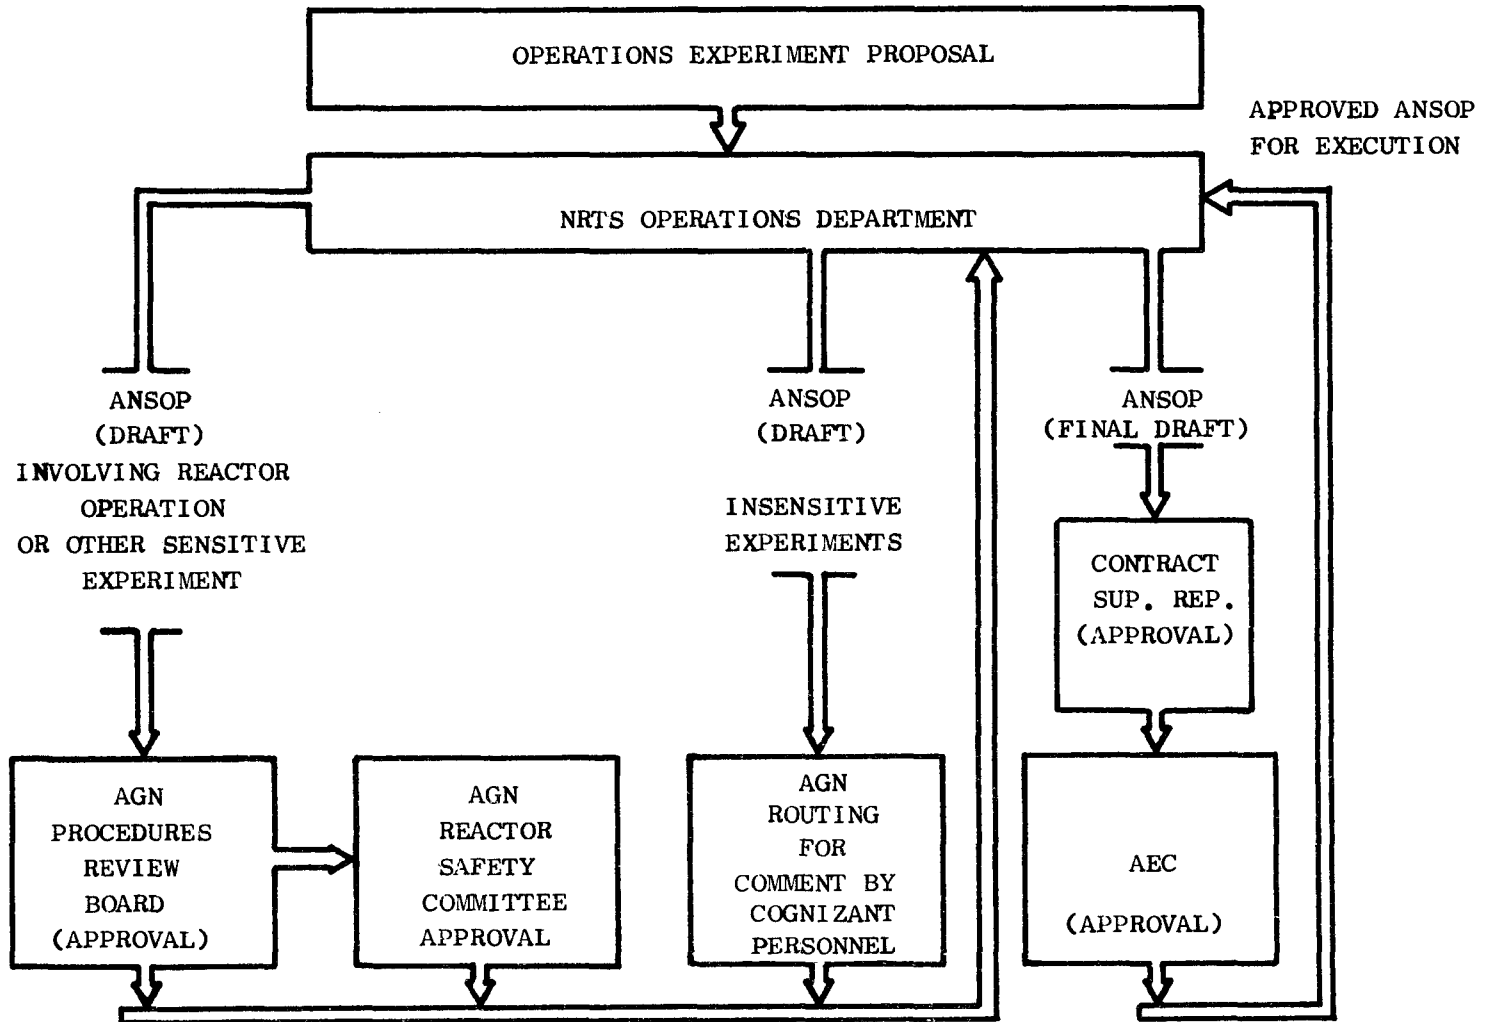 OPERATIONS EXPERIMENT PROPOSAL
APPROVED ANSOP
FOR EXECUTION
NRTS OPERATIONS DEPARTMENT
ANSOP
(DRAFT)
INVOLVING REACTOR
OPERATION
OR OTHER SENSITIVE
EXPERIMENT
ANSOP
(DRAFT)
INSENSITIVE
EXPERIMENTS
ANSOP
(FINAL DRAFT)
CONTRACT
SUP. REP.
(APPROVAL)
AGN
PROCEDURES
REVIEW
BOARD
(APPROVAL)
AGN
REACTOR
SAFETY
COMMITTEE
APPROVAL
AGN
ROUTING
FOR
COMMENT BY
COGNIZANT
PERSONNEL
AEC
(APPROVAL)